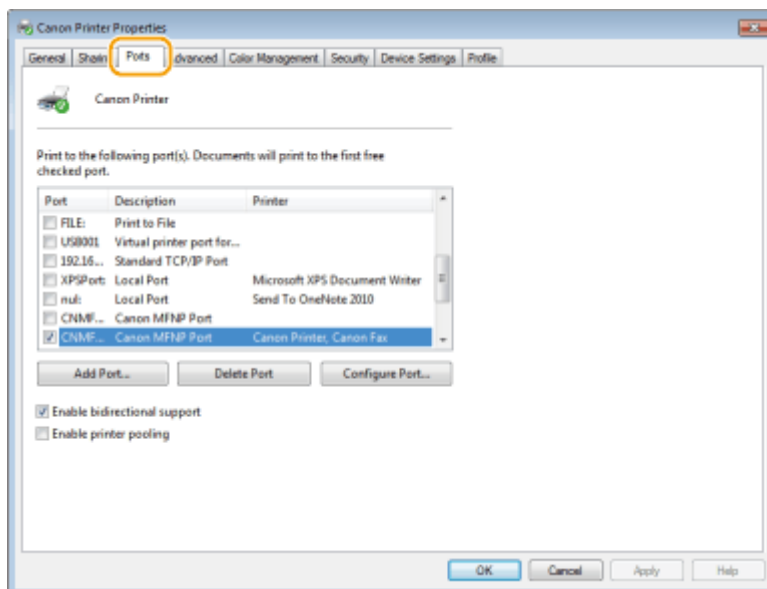 Canon Printer Properties
General Sharin Ports dvanced Color Management Security Device Settings Profile
Canon Printer
Print to the following port(s). Documents will print to the first free
checked port.
Port Description Printer
FILE: Print to File
USB001 Virtual printer port for...
192.16... Standard TCP/IP Port
XPSPort: Local Port Microsoft XPS Document Writer
nul: Local Port Send To OneNote 2010
CNMF... Canon MFNP Port
CNMF... Canon MFNP Port Canon Printer, Canon Fax
Add Port... Delete Port Configure Port...
Enable bidirectional support
Enable printer pooling
OK Cancel Apply Help